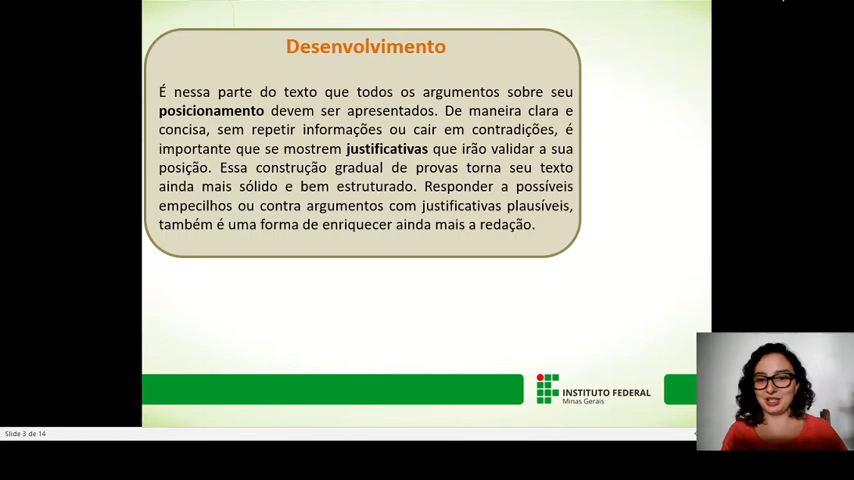 Desenvolvimento
É nessa parte do texto que todos os argumentos sobre seu
posicionamento devem ser apresentados. De maneira clara e
concisa, sem repetir informações ou cair em contradições, é
importante que se mostrem justificativas que irão validar a sua
posição. Essa construção gradual de provas torna seu texto
ainda mais sólido e bem estruturado. Responder a possíveis
empecilhos ou contra argumentos com justificativas plausíveis,
também é uma forma de enriquecer ainda mais a redação.
INSTITUTO FEDERAL
Minas Gerais
Slide 3 de 14